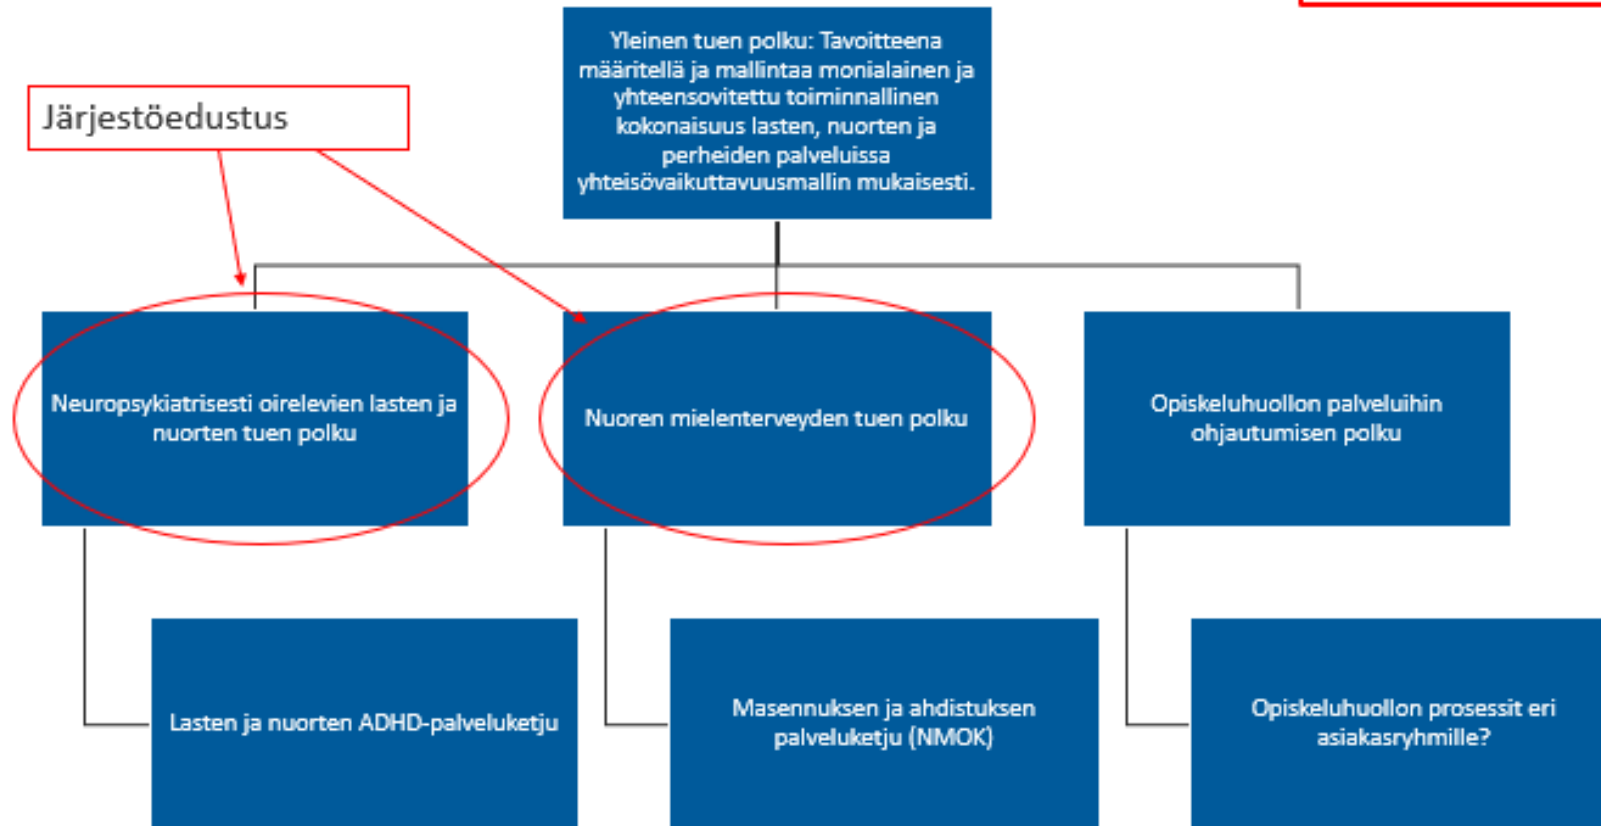 Yleinen tuen polku: Tavoitteena
määritellä ja mallintaa monialainen ja
yhteensovitettu toiminnallinen
kokonaisuus lasten, nuorten ja
perheiden palveluissa
yhteisövaikuttavuusmallin mukaisesti.
Järjestöedustus
Neuropsykiatrisesti oirelevien lasten ja
nuorten tuen polku
Nuoren mielenterveyden tuen polku
Opiskeluhuollon palveluihin
ohjautumisen polku
Lasten ja nuorten ADHD-palveluketju
Masennuksen ja ahdistuksen
palveluketju (NMOK)
Opiskeluhuollon prosessit eri
asiakasryhmille?